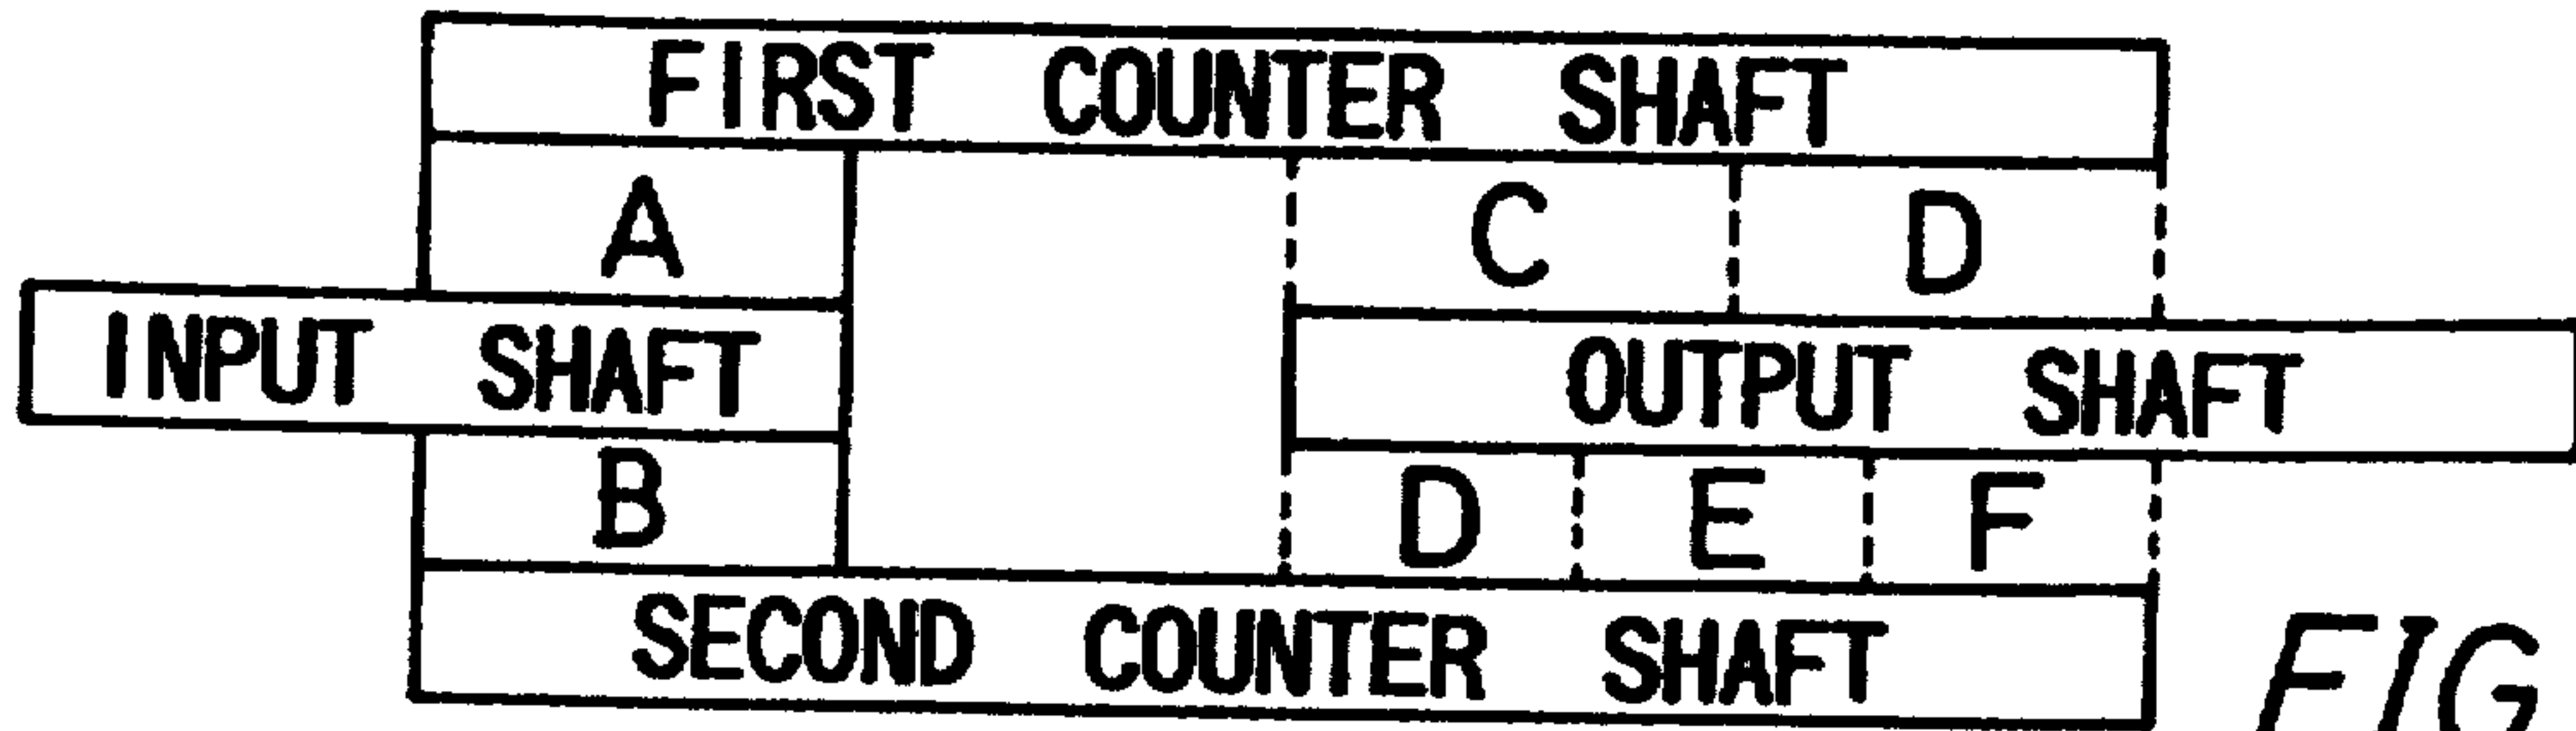 FIRST COUNTER SHAFT
A C D
INPUT SHAFT OUTPUT SHAFT
B D E F
SECOND COUNTER SHAFT
FIG